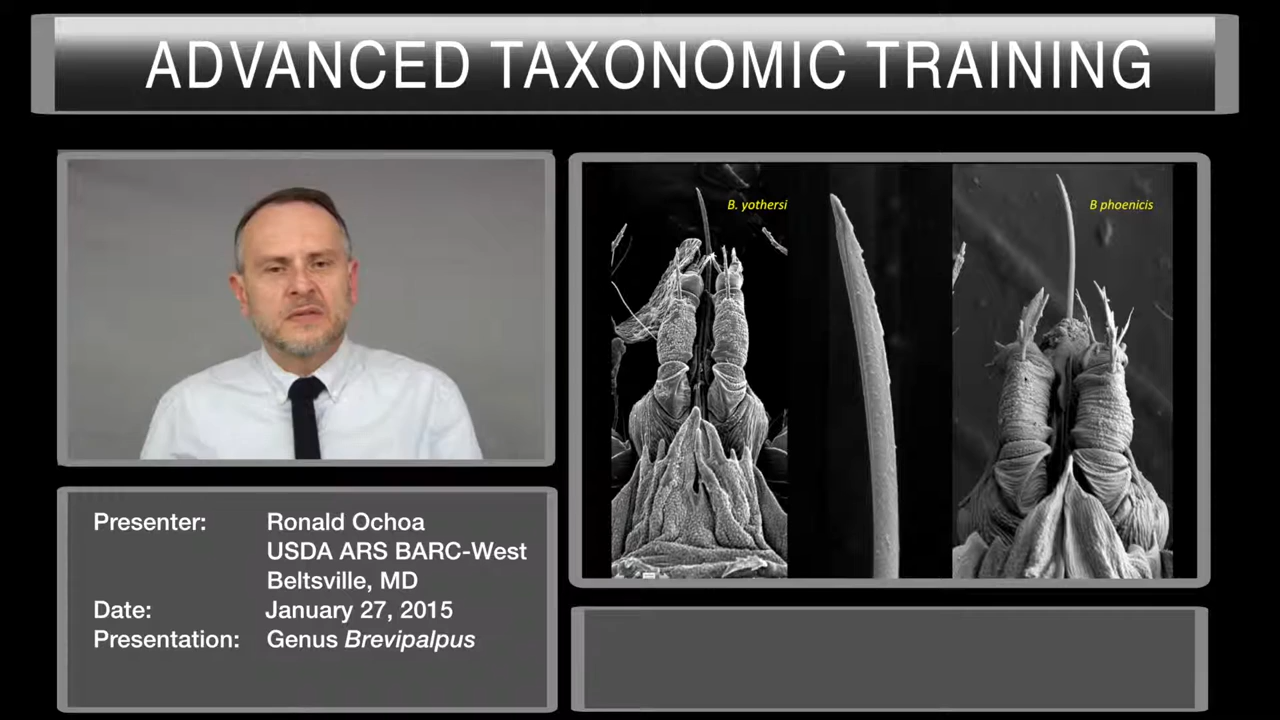 ADVANCED TAXONOMIC TRAINING
B. yothersi
B phoenicis
Presenter: Ronald Ochoa
USDA ARS BARC-West
Beltsville, MD
Date: January 27, 2015
Presentation: Genus Brevipalpus